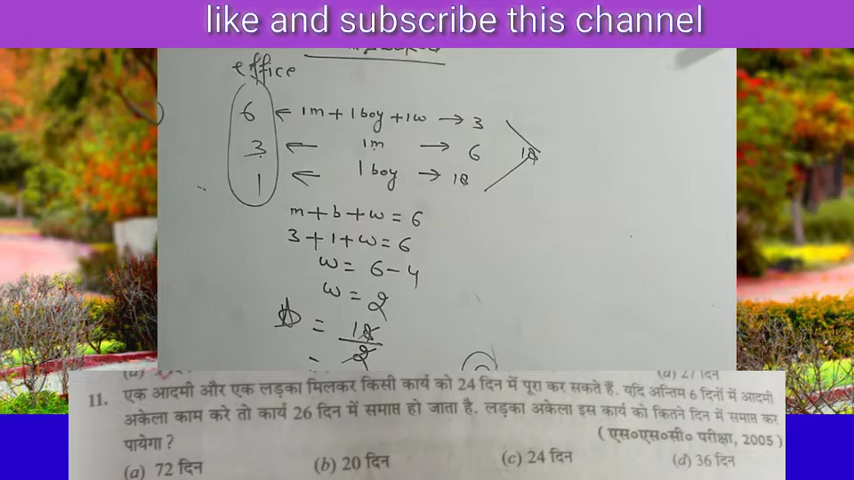 like and subscribe this channel
effice
6 ← 1m + 1boy + 1w → 3
3 ← 1m → 6 18
1 ← 1boy → 18
m + b + w = 6
3 + 1 + w = 6
w = 6 - 4
w = 2
= 18
= 2
(a) 27 दिन
11. एक आदमी और एक लड़का मिलकर किसी कार्य को 24 दिन में पूरा कर सकते हैं. यदि अन्तिम 6 दिनों में आदमी
अकेला काम करे तो कार्य 26 दिन में समाप्त हो जाता है. लड़का अकेला इस कार्य को कितने दिन में समाप्त कर
पायेगा ?
( एस०एस०सी० परीक्षा, 2005 )
(a) 72 दिन (b) 20 दिन (c) 24 दिन (d) 36 दिन